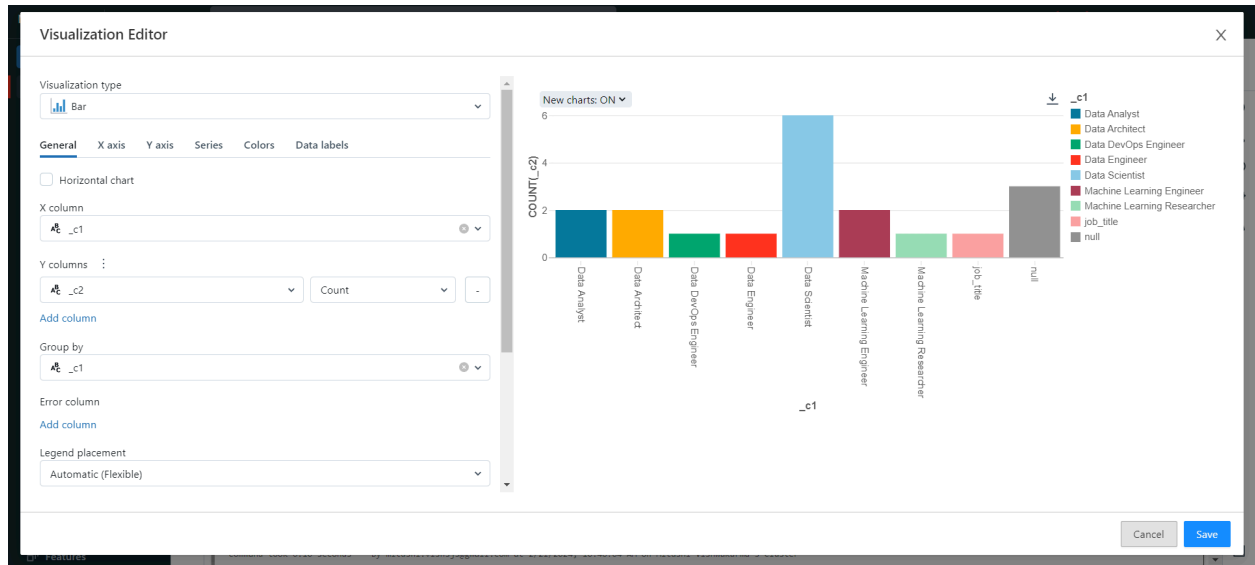 Visualization Editor
Visualization type
Bar
General X axis Y axis Series Colors Data labels
Horizontal chart
X column
ABC _c1
Y columns
ABC _c2 Count -
Add column
Group by
ABC _c1
Error column
Add column
Legend placement
Automatic (Flexible)
New charts: ON
6
4
2
0
COUNT(_c2)
Data Analyst
Data Architect
Data DevOps Engineer
Data Engineer
Data Scientist
Machine Learning Engineer
Machine Learning Researcher
job_title
null
_c1
_c1
Data Analyst
Data Architect
Data DevOps Engineer
Data Engineer
Data Scientist
Machine Learning Engineer
Machine Learning Researcher
job_title
null
Cancel Save
Features